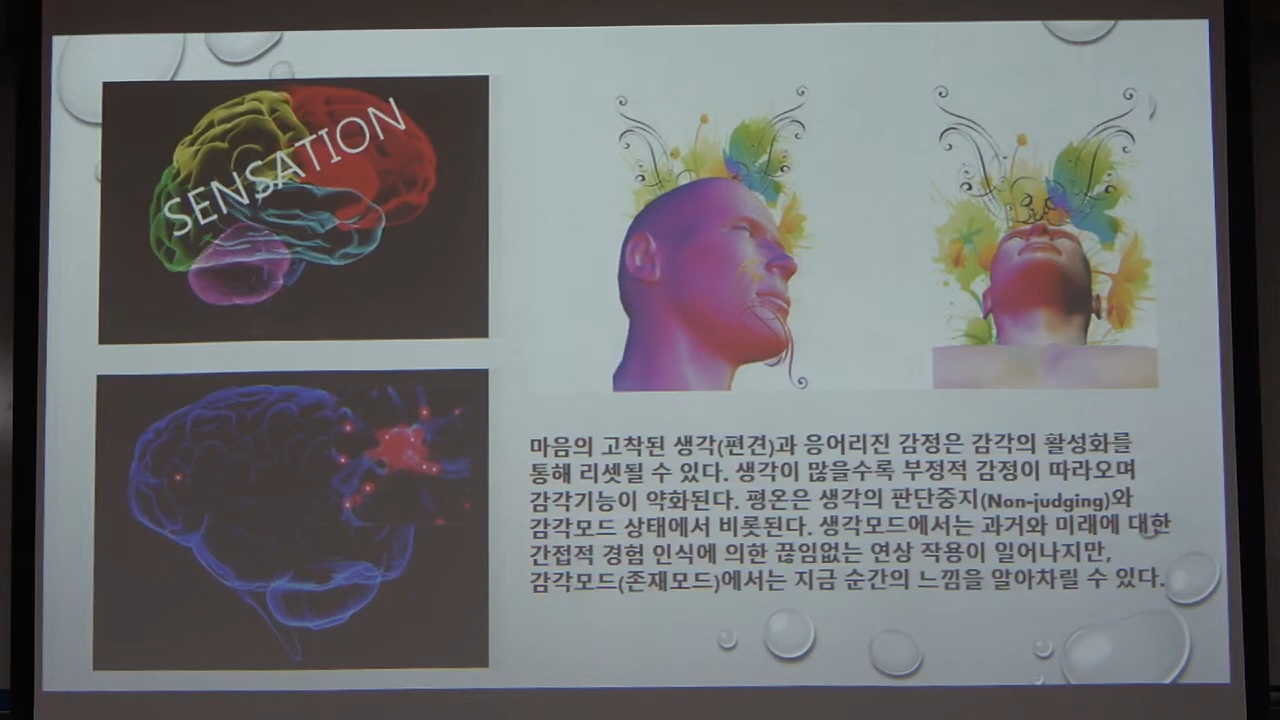 SENSATION
마음의 고착된 생각(편견)과 응어리진 감정은 감각의 활성화를
통해 리셋될 수 있다. 생각이 많을수록 부정적 감정이 따라오며
감각기능이 약화된다. 평온은 생각의 판단중지(Non-judging)와
감각모드 상태에서 비롯된다. 생각모드에서는 과거와 미래에 대한
간접적 경험 인식에 의한 끊임없는 연상 작용이 일어나지만,
감각모드(존재모드)에서는 지금 순간의 느낌을 알아차릴 수 있다.